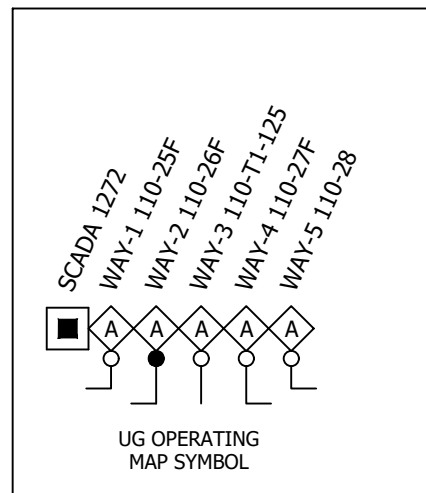 SCADA 1272
WAY-1 110-25F
WAY-2 110-26F
WAY-3 110-T1-125
WAY-4 110-27F
WAY-5 110-28
A A A A A
UG OPERATING
MAP SYMBOL